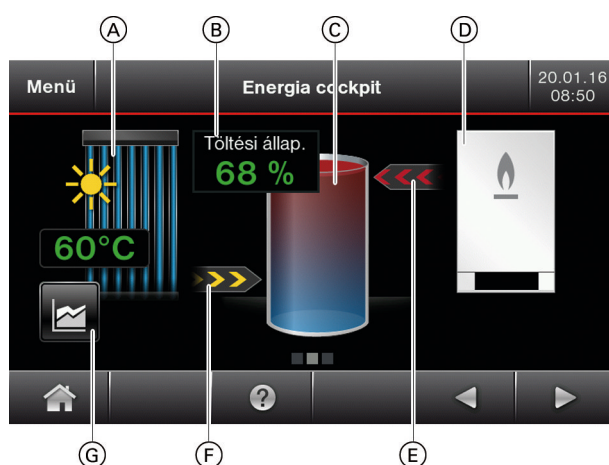 A B C D
Menü Energia cockpit 20.01.16
08:50
Töltési állap.
68 %
60°C
?
G F E